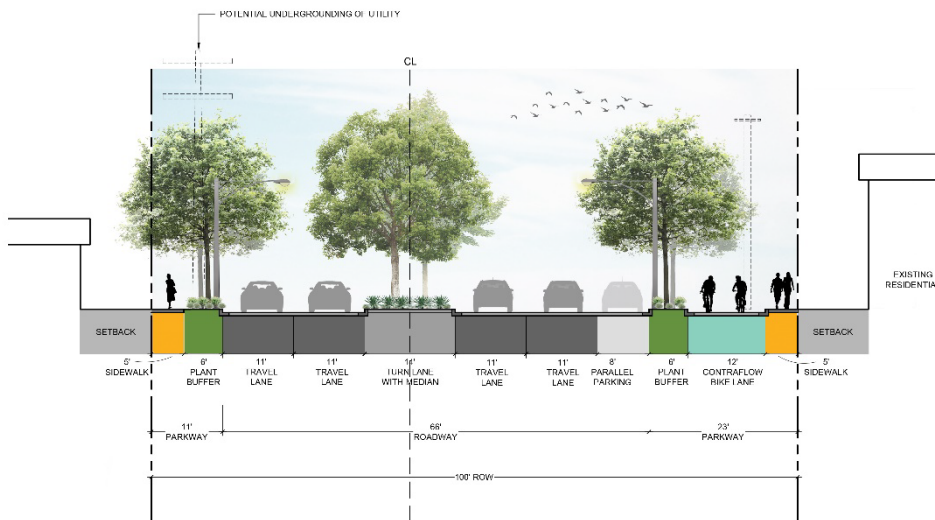 POTENTIAL UNDERGROUNDING OF UTILITY
CL
EXISTING
RESIDENTIA
SETBACK
SETBACK
5'
SIDEWALK
6'
PLANT
BUFFER
11'
TRAVEL
LANE
11'
TRAVEL
LANE
14'
TURN LANE
WITH MEDIAN
11'
TRAVEL
LANE
11'
TRAVEL
LANE
8'
PARALLEL
PARKING
6'
PLANT
BUFFER
12'
CONTRAFLOW
BIKE LANE
5'
SIDEWALK
11'
PARKWAY
66'
ROADWAY
23'
PARKWAY
100' ROW